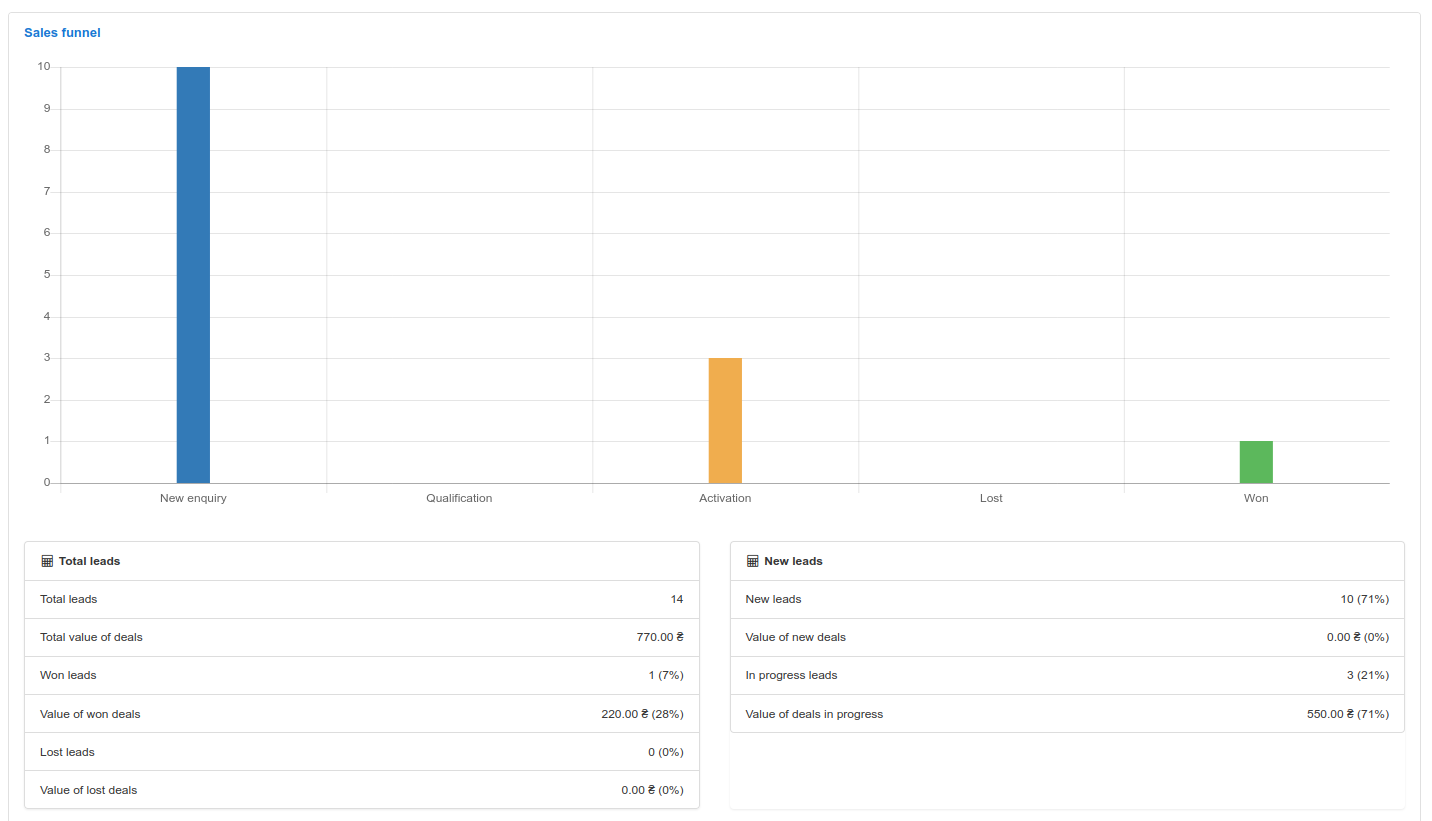 Sales funnel
10
9
8
7
6
5
4
3
2
1
0
New enquiry Qualification Activation Lost Won
Total leads
Total leads 14
Total value of deals 770.00 ₴
Won leads 1 (7%)
Value of won deals 220.00 ₴ (28%)
Lost leads 0 (0%)
Value of lost deals 0.00 ₴ (0%)
New leads
New leads 10 (71%)
Value of new deals 0.00 ₴ (0%)
In progress leads 3 (21%)
Value of deals in progress 550.00 ₴ (71%)